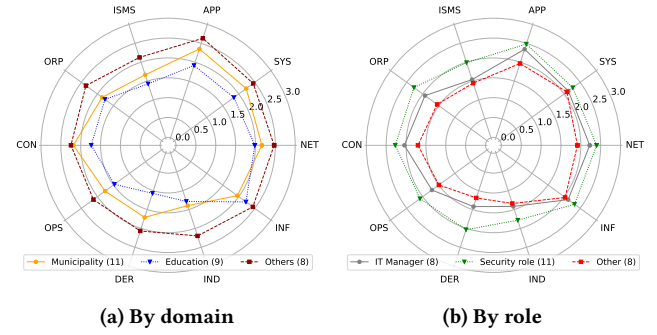 ISMS
APP
ORP
SYS
CON
0.0
0.5
1.0
1.5
2.0
2.5
3.0
NET
OPS
INF
DER
IND
Municipality (11)
Education (9)
Others (8)
(a) By domain
ISMS
APP
ORP
SYS
CON
0.0
0.5
1.0
1.5
2.0
2.5
3.0
NET
OPS
INF
DER
IND
IT Manager (8)
Security role (11)
Other (8)
(b) By role